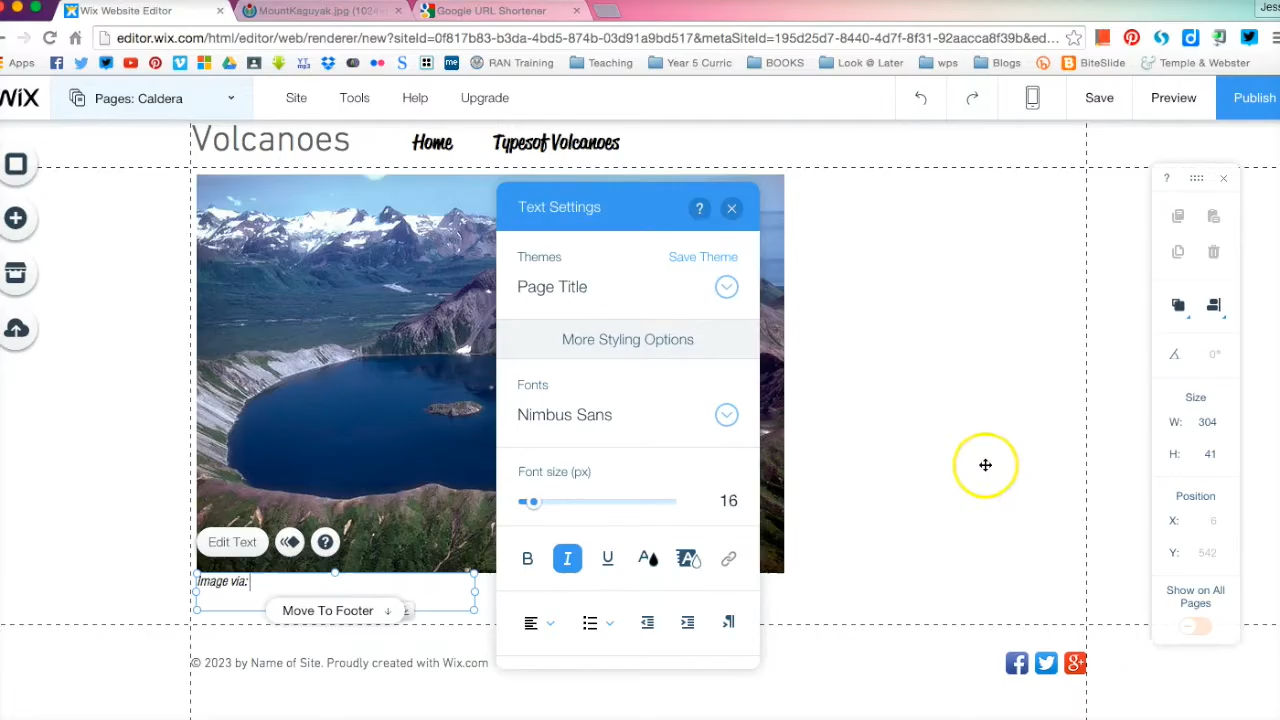 Wix Website Editor
MountKaguyak.jpg (1024×
Google URL Shortener
Jess
editor.wix.com/html/editor/web/renderer/new?siteId=0f817b83-b3da-4bd5-874b-03d91a9bd517&metaSiteId=195d25d7-8440-4d7f-8f31-92aacca8f39b&ed...
Apps
RAN Training
Teaching
Year 5 Curric
BOOKS
Look @ Later
wps
Blogs
BiteSlide
Temple & Webster
WiX
Pages: Caldera
Site
Tools
Help
Upgrade
Save
Preview
Publish
Volcanoes
Home
TypesofVolcanoes
Text Settings
?
Themes
Save Theme
Page Title
More Styling Options
Fonts
Nimbus Sans
Font size (px)
16
B I U A A
Edit Text
?
Image via:
Move To Footer
© 2023 by Name of Site. Proudly created with Wix.com
?
0°
Size
W: 304
H: 41
Position
X: 6
Y: 542
Show on All
Pages